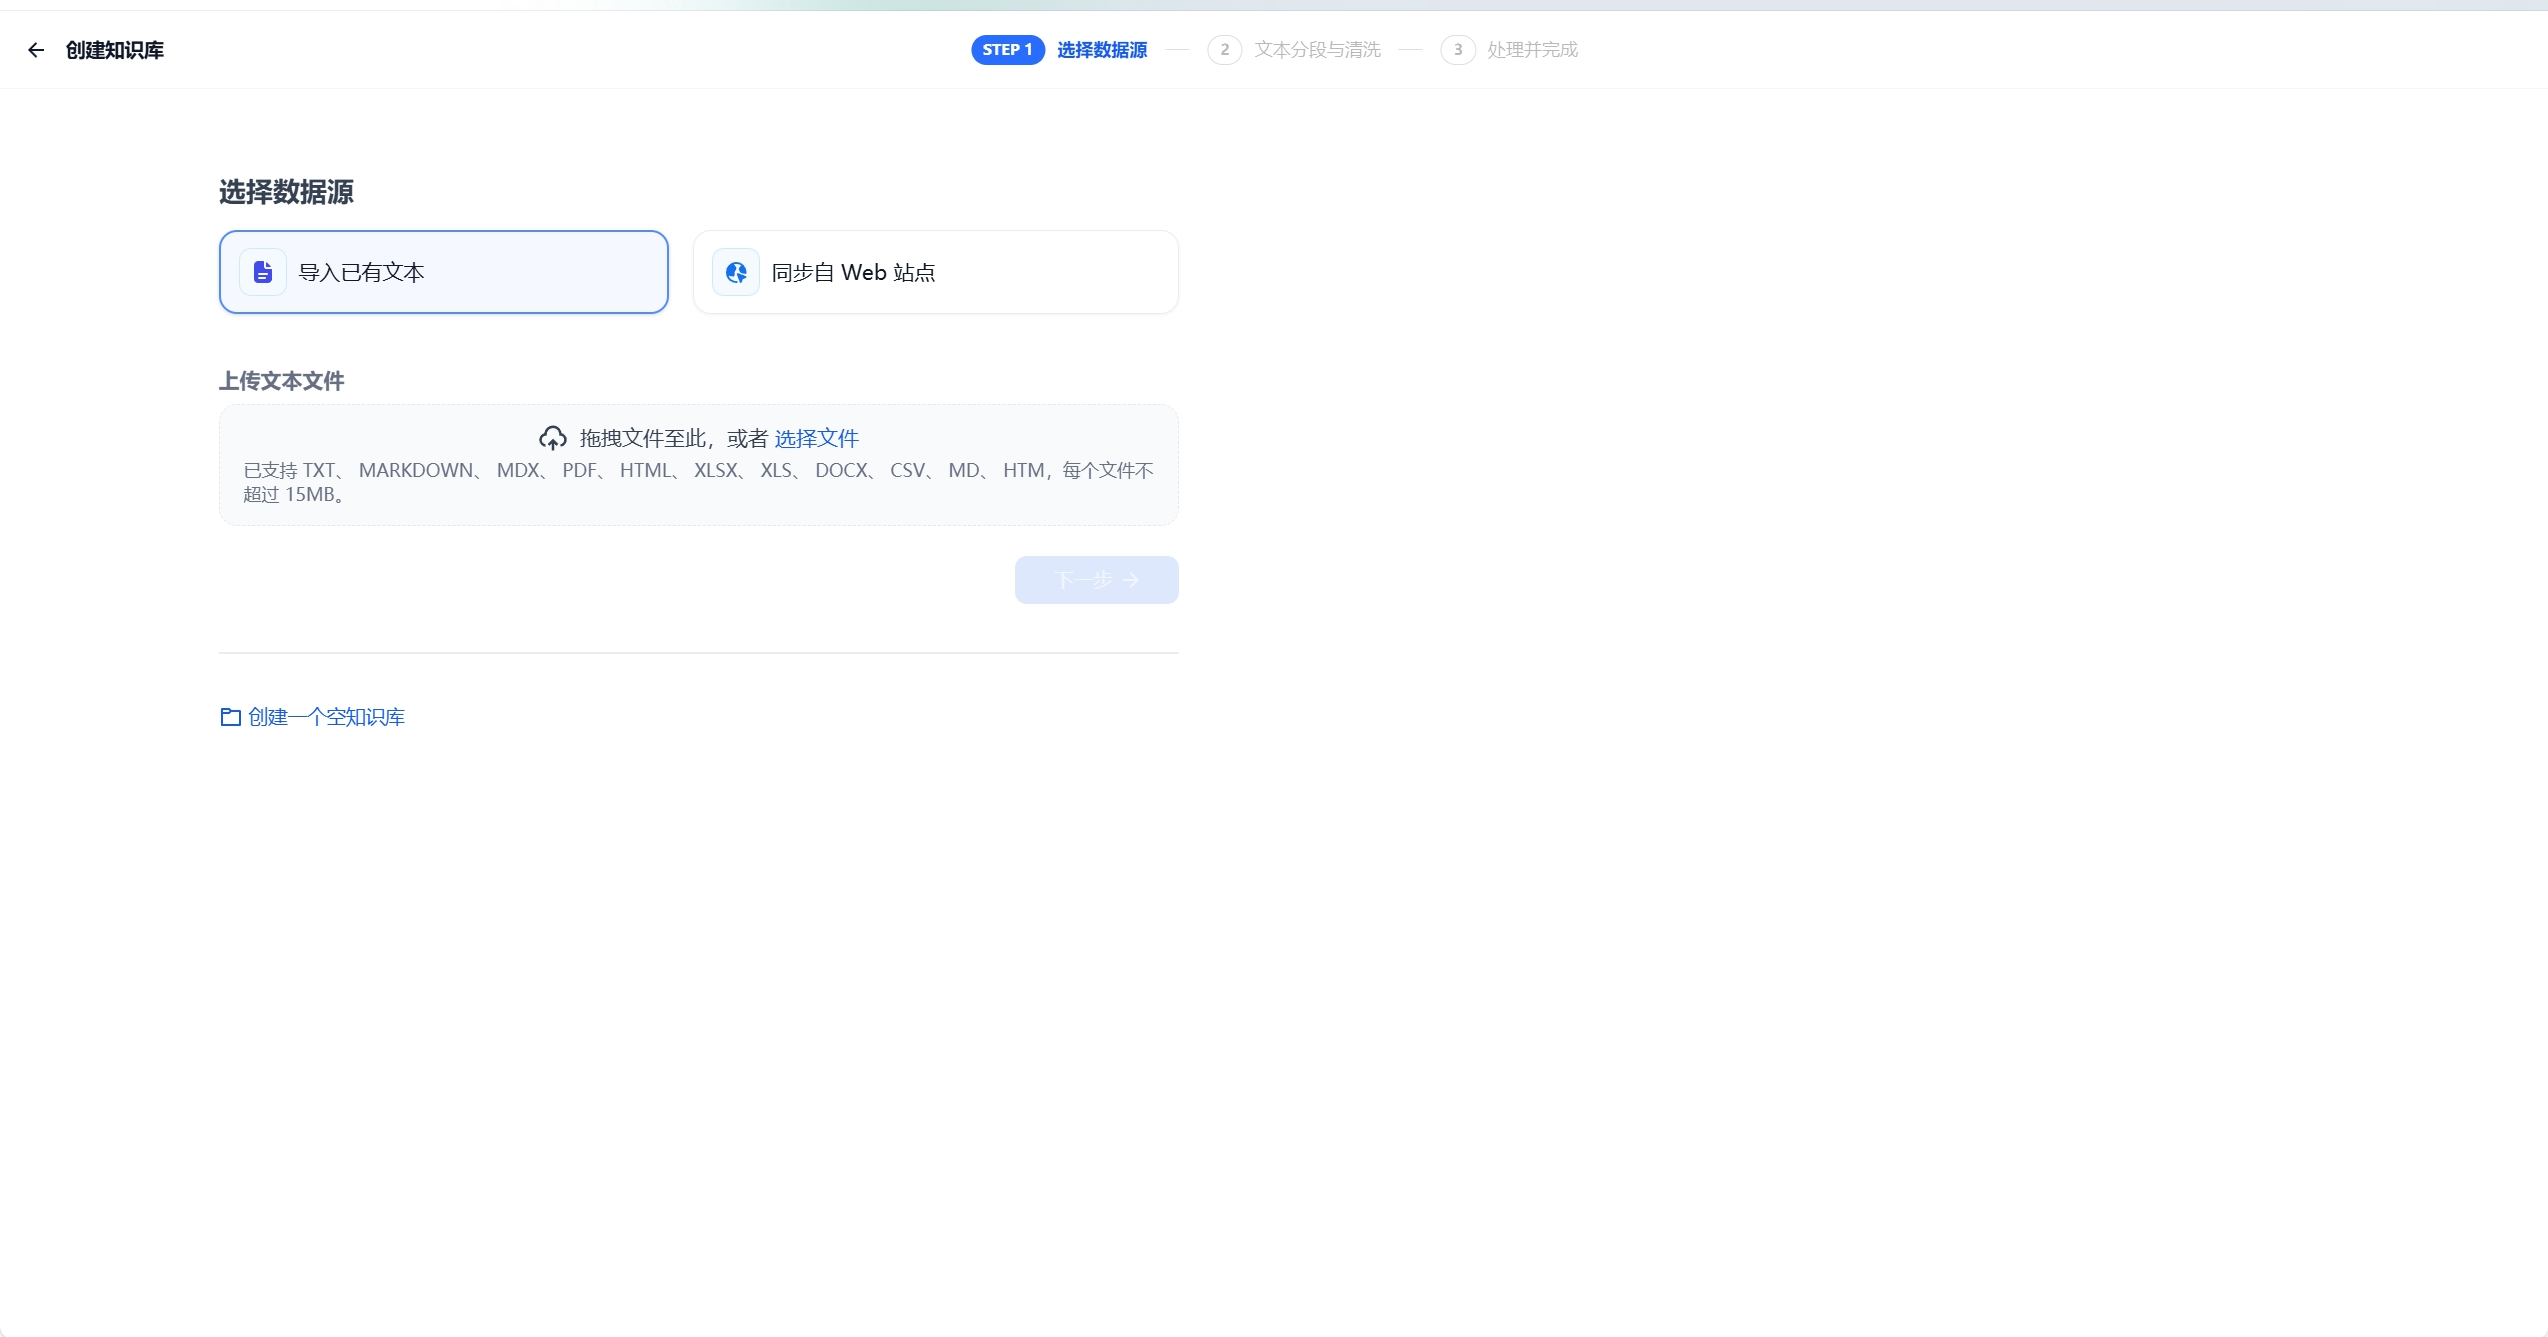 创建知识库
STEP 1 选择数据源
2 文本分段与清洗
3 处理并完成
选择数据源
导入已有文本
同步自 Web 站点
上传文本文件
拖拽文件至此，或者 选择文件
已支持 TXT、 MARKDOWN、 MDX、 PDF、 HTML、 XLSX、 XLS、 DOCX、 CSV、 MD、 HTM，每个文件不
超过 15MB。
下一步
创建一个空知识库